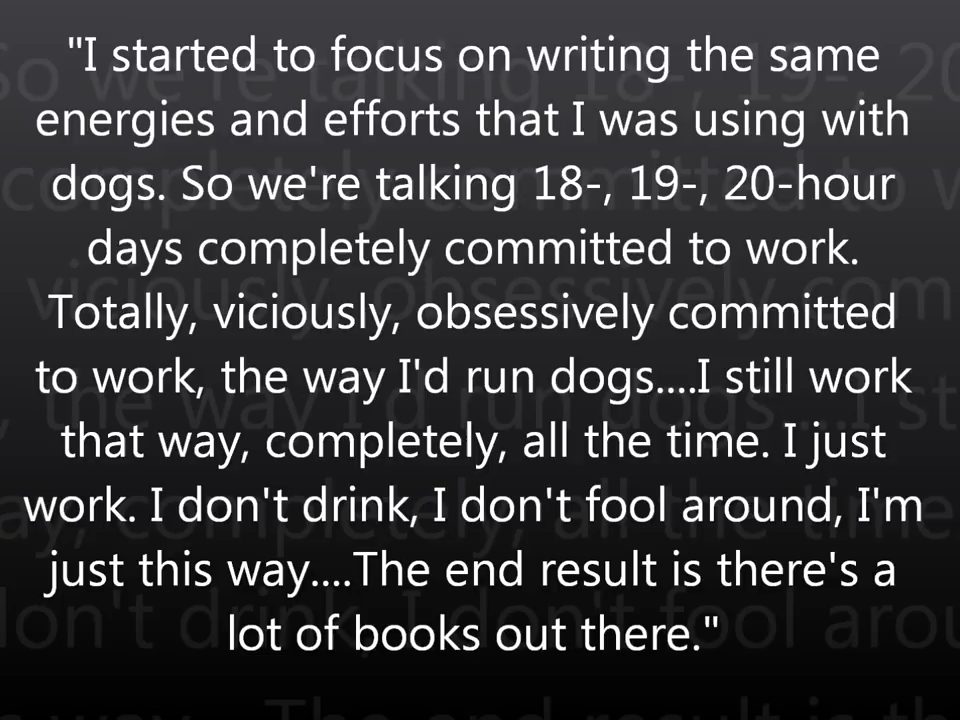 "I started to focus on writing the same
energies and efforts that I was using with
dogs. So we're talking 18-, 19-, 20-hour
days completely committed to work.
Totally, viciously, obsessively committed
to work, the way I'd run dogs....I still work
that way, completely, all the time. I just
work. I don't drink, I don't fool around, I'm
just this way....The end result is there's a
lot of books out there."